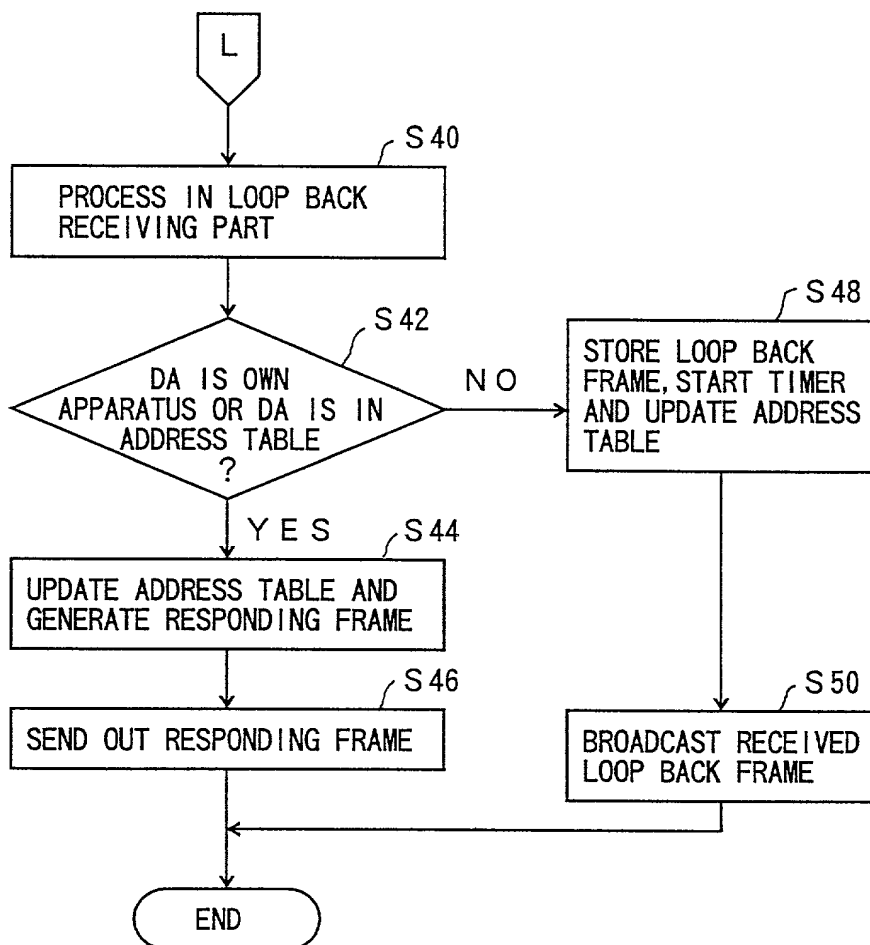 L
S40
PROCESS IN LOOP BACK
RECEIVING PART
S42
DA IS OWN
APPARATUS OR DA IS IN
ADDRESS TABLE
?
NO
S48
STORE LOOP BACK
FRAME, START TIMER
AND UPDATE ADDRESS
TABLE
YES
S44
UPDATE ADDRESS TABLE AND
GENERATE RESPONDING FRAME
S46
SEND OUT RESPONDING FRAME
S50
BROADCAST RECEIVED
LOOP BACK FRAME
END